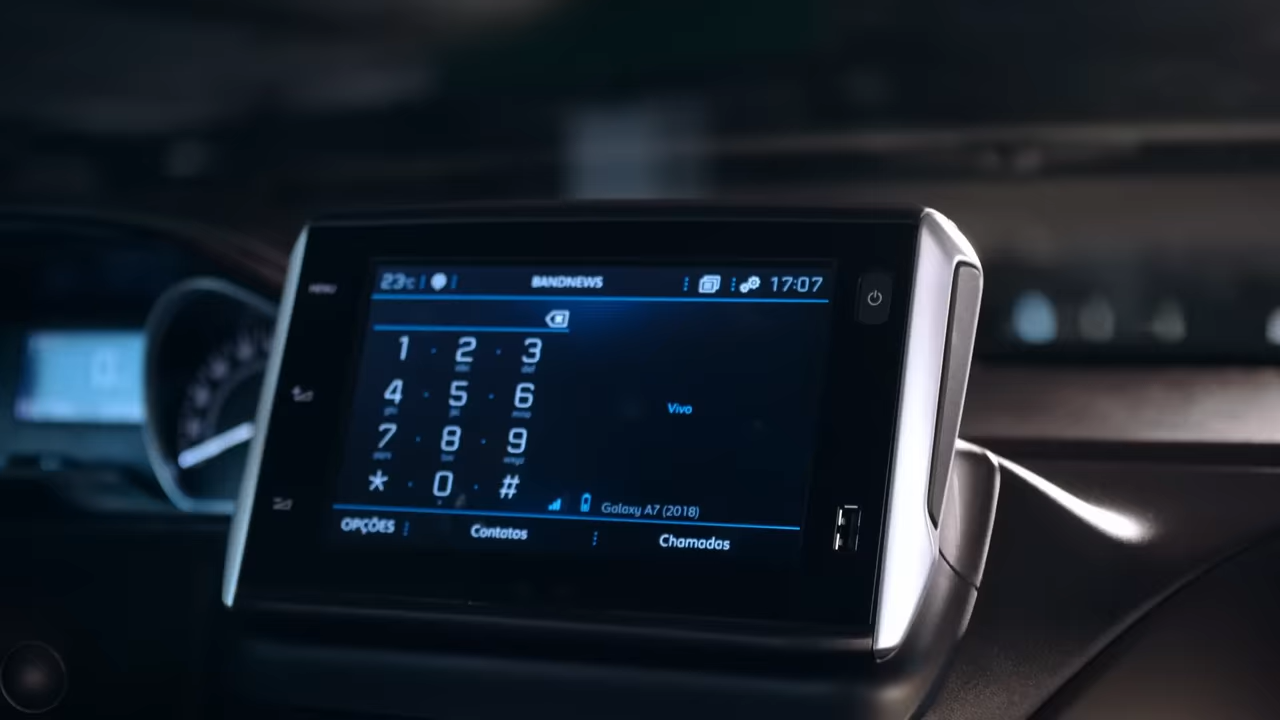 MENU
23°C BANDNEWS 17:07
1 2 3
abc def
4 5 6
ghi jkl mno
7 8 9
pqrs tuv wxyz
* 0 #
Vivo
Galaxy A7 (2018)
OPÇÕES Contatos Chamadas